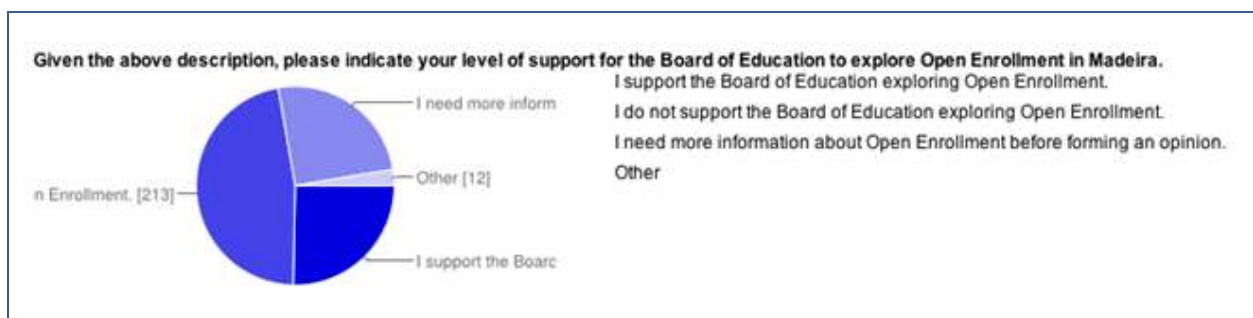 Given the above description, please indicate your level of support for the Board of Education to explore Open Enrollment in Madeira.
I support the Board of Education exploring Open Enrollment.
I do not support the Board of Education exploring Open Enrollment.
I need more information about Open Enrollment before forming an opinion.
Other
I need more inform
Other [12]
n Enrollment. [213]
I support the Boarc